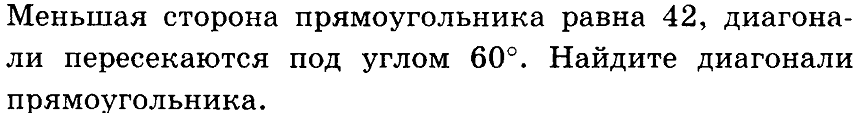 Меньшая сторона прямоугольника равна 42, диагона-
ли пересекаются под углом 60°. Найдите диагонали
прямоугольника.